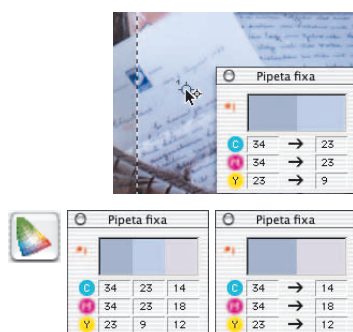 Pipeta fixa
C 34 → 23
M 34 → 23
Y 23 → 9
Pipeta fixa
C 34 23 14
M 34 23 18
Y 23 9 12
Pipeta fixa
C 34 → 14
M 34 → 18
Y 23 → 12